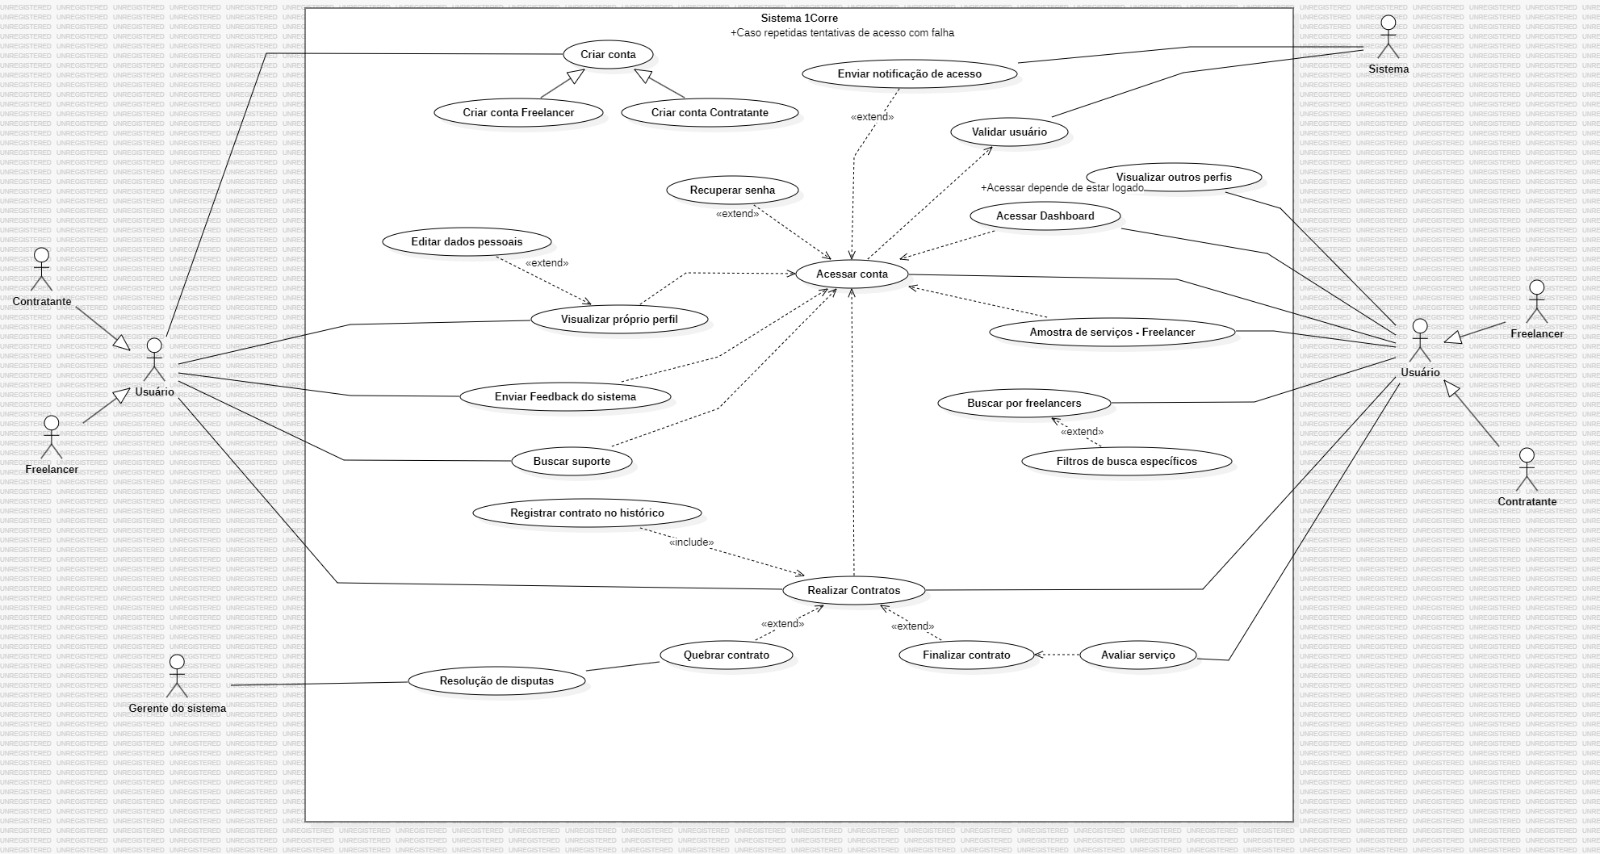 Sistema 1Corre
+Caso repetidas tentativas de acesso com falha
Criar conta
Enviar notificação de acesso
Sistema
Criar conta Freelancer
Criar conta Contratante
«extend»
Validar usuário
Visualizar outros perfis
+Acessar depende de estar logado
Recuperar senha
«extend»
Acessar Dashboard
Editar dados pessoais
«extend»
Acessar conta
Contratante
Visualizar próprio perfil
Amostra de serviços - Freelancer
Freelancer
Usuário
Usuário
Enviar Feedback do sistema
Buscar por freelancers
«extend»
Freelancer
Buscar suporte
Filtros de busca específicos
Contratante
Registrar contrato no histórico
«include»
Realizar Contratos
«extend»
«extend»
Quebrar contrato
Finalizar contrato
Avaliar serviço
Resolução de disputas
Gerente do sistema
UNREGISTERED